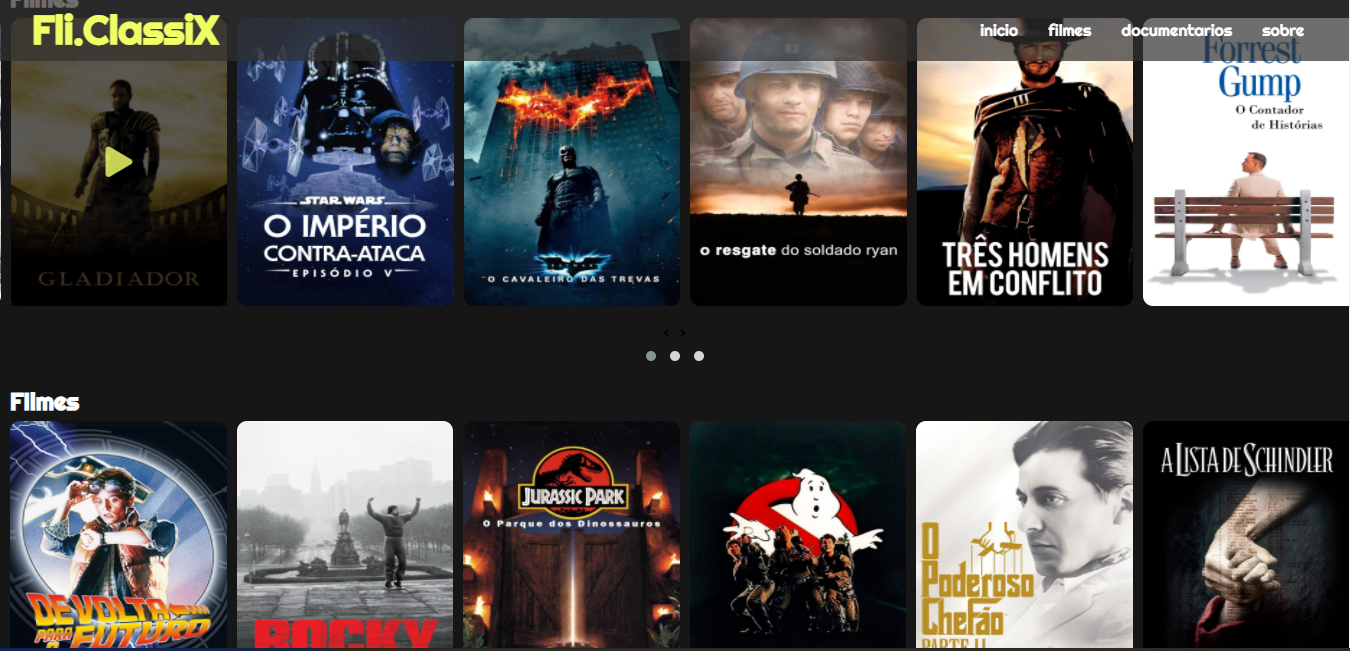 Filmes
Fli.ClassiX
inicio filmes documentarios sobre
GLADIADOR
STAR WARS
O IMPÉRIO
CONTRA-ATACA
EPISÓDIO V
BATMAN
O CAVALEIRO DAS TREVAS
o resgate do soldado ryan
TRÊS HOMENS
EM CONFLITO
Forrest
Gump
O Contador
de Histórias
‹ ›
Filmes
DE VOLTA
PARA
O
FUTURO
ROCKY
JURASSIC PARK
O Parque dos Dinossauros
O
Poderoso
Chefão
PARTE II
A LISTA DE SCHINDLER